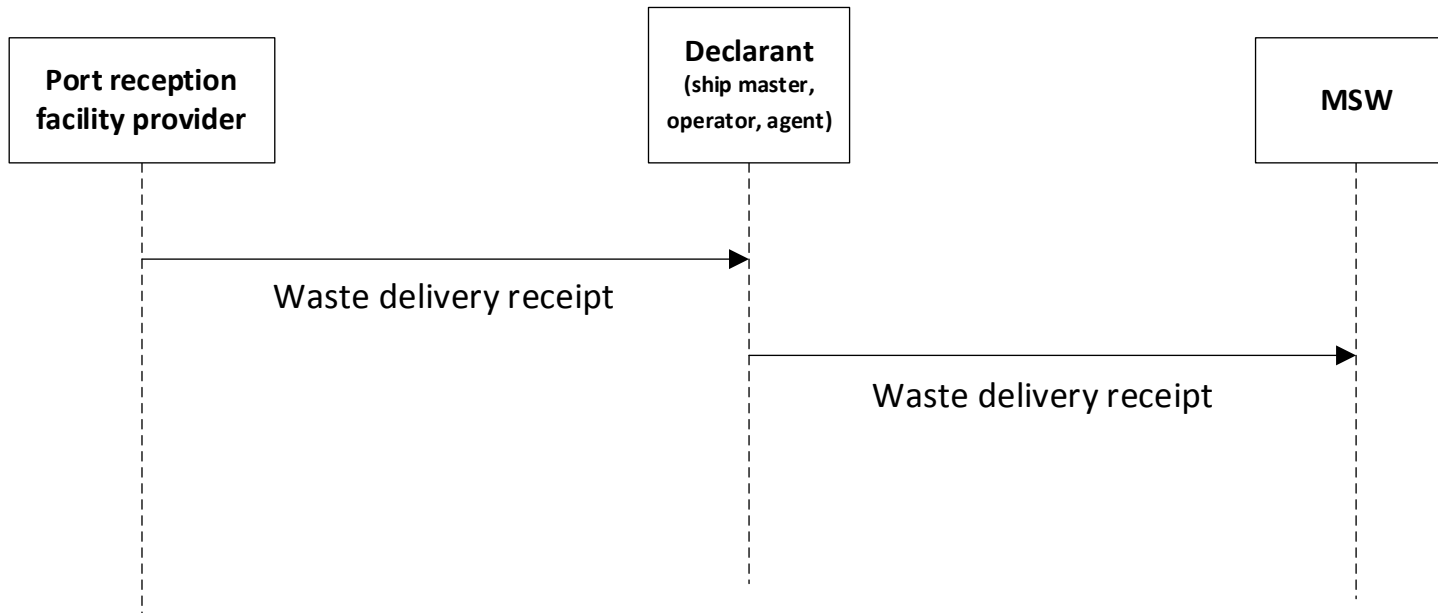 Port reception
facility provider
Declarant
(ship master,
operator, agent)
MSW
Waste delivery receipt
Waste delivery receipt